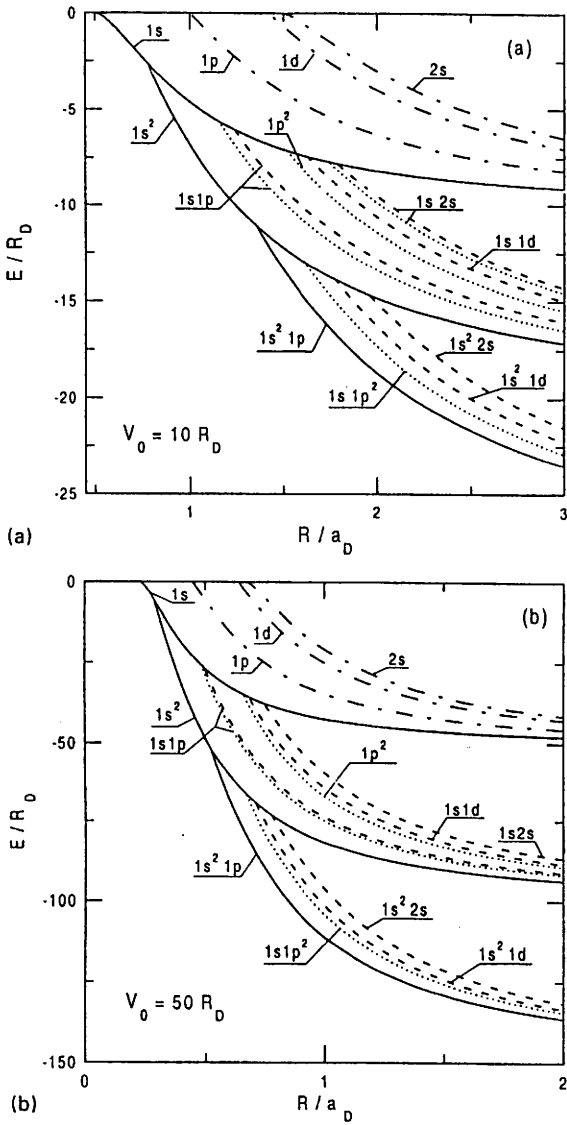 0
-5
-10
-15
-20
-25
E / R_D
1s
1s²
1p
1d
2s
(a)
1p²
1s1p
1s 2s
1s 1d
1s² 1p
1s² 2s
1s² 1d
1s 1p²
V₀ = 10 R_D
1
2
3
R / a_D
(a)
0
-50
-100
-150
E / R_D
1s
1d
1p
2s
(b)
1s²
1s1p
1p²
1s1d
1s2s
1s² 1p
1s² 2s
1s1p²
1s² 1d
V₀ = 50 R_D
0
1
2
R / a_D
(b)